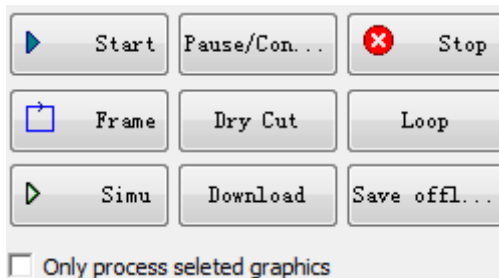 Start Pause/Con... Stop
Frame Dry Cut Loop
Simu Download Save offl...
Only process seleted graphics